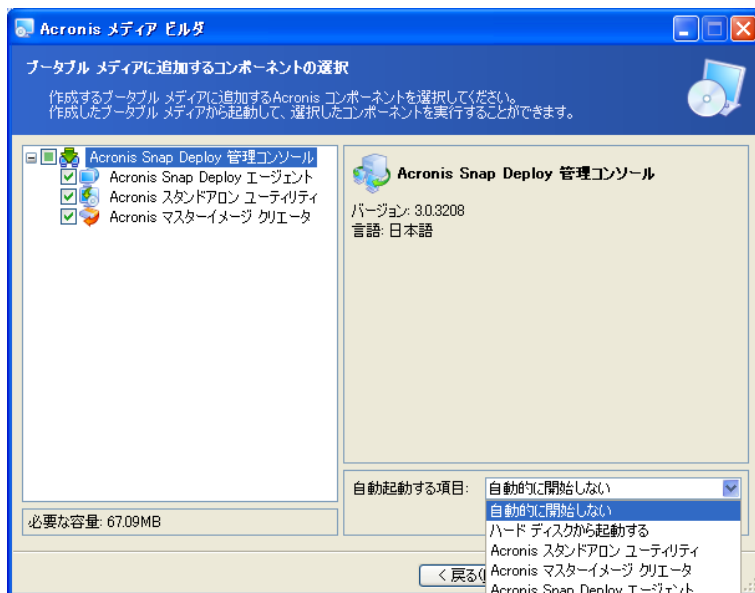 Acronis メディア ビルダ
ブータブル メディアに追加するコンポーネントの選択
作成するブータブル メディアに追加するAcronis コンポーネントを選択してください。
作成したブータブル メディアから起動して、選択したコンポーネントを実行することができます。
Acronis Snap Deploy 管理コンソール
Acronis Snap Deploy エージェント
Acronis スタンドアロン ユーティリティ
Acronis マスターイメージ クリエータ
Acronis Snap Deploy 管理コンソール
バージョン: 3.0.3208
言語: 日本語
自動起動する項目:
自動的に開始しない
自動的に開始しない
ハード ディスクから起動する
Acronis スタンドアロン ユーティリティ
Acronis マスターイメージ クリエータ
Acronis Snap Deploy エージェント
必要な容量: 67.09MB
< 戻る(